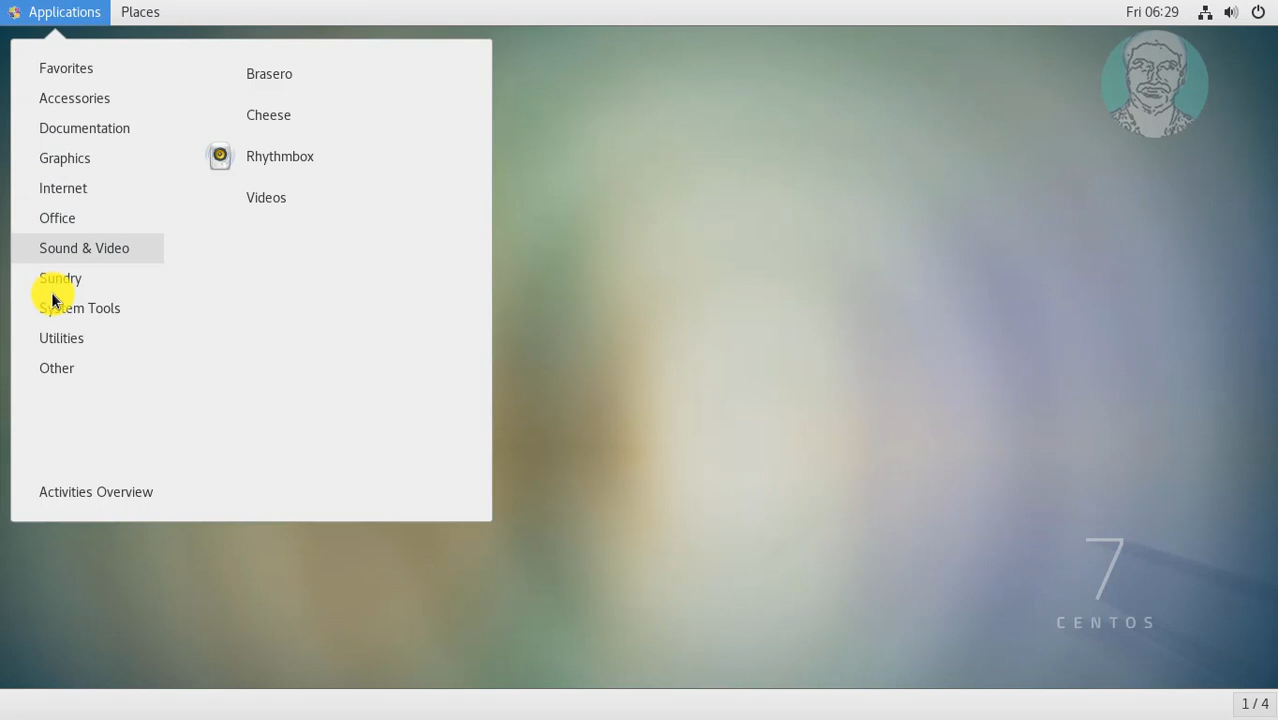 Applications Places Fri 06:29
Favorites
Accessories
Documentation
Graphics
Internet
Office
Sound & Video
Sundry
System Tools
Utilities
Other
Activities Overview
Brasero
Cheese
Rhythmbox
Videos
7
CENTOS
1 / 4